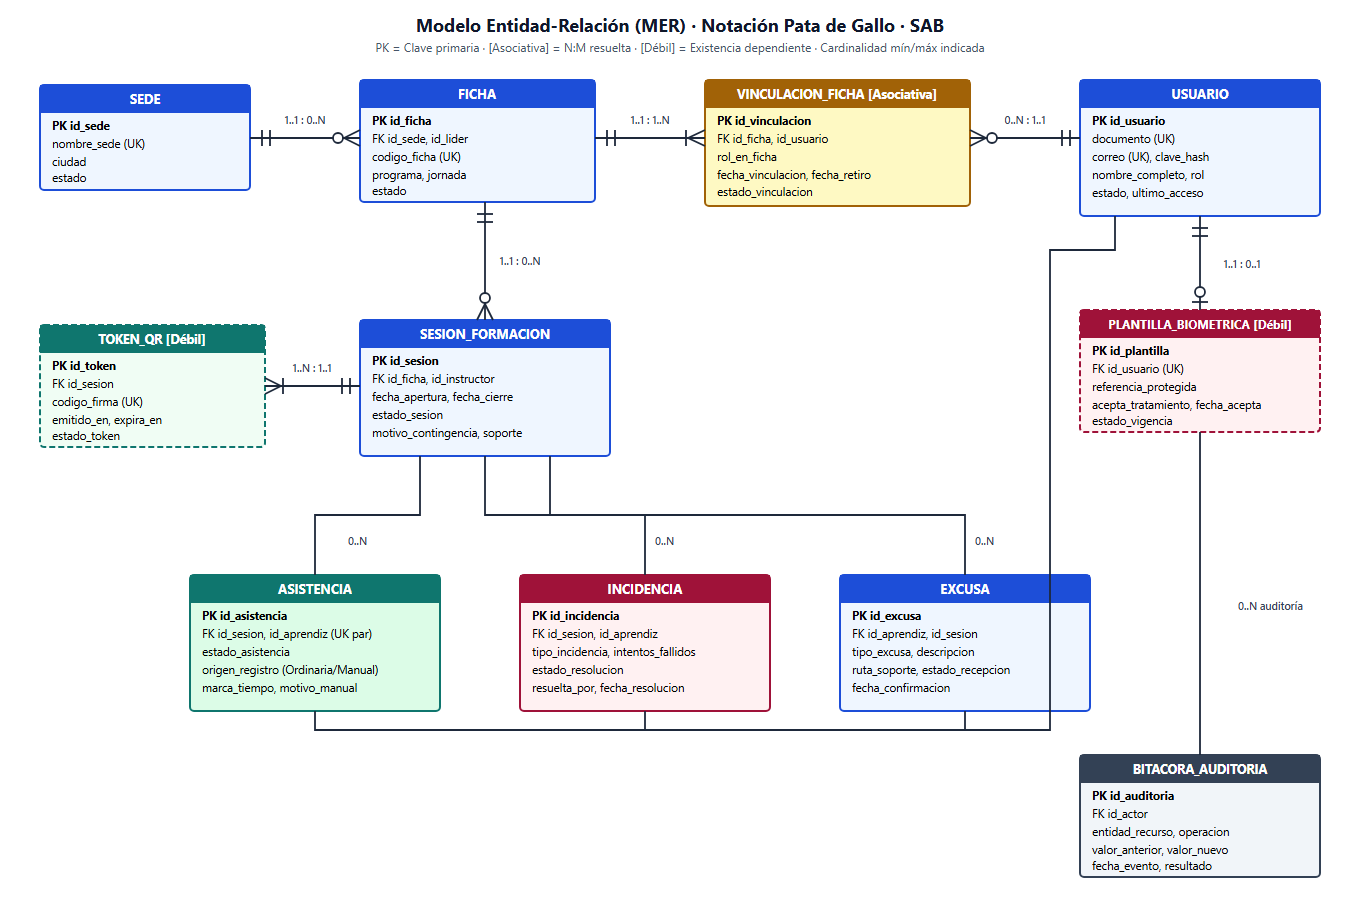 Modelo Entidad-Relación (MER) · Notación Pata de Gallo · SAB
PK = Clave primaria · [Asociativa] = N:M resuelta · [Débil] = Existencia dependiente · Cardinalidad mín/máx indicada
SEDE
PK id_sede
nombre_sede (UK)
ciudad
estado
1..1 : 0..N
FICHA
PK id_ficha
FK id_sede, id_lider
codigo_ficha (UK)
programa, jornada
estado
1..1 : 1..N
VINCULACION_FICHA [Asociativa]
PK id_vinculacion
FK id_ficha, id_usuario
rol_en_ficha
fecha_vinculacion, fecha_retiro
estado_vinculacion
0..N : 1..1
USUARIO
PK id_usuario
documento (UK)
correo (UK), clave_hash
nombre_completo, rol
estado, ultimo_acceso
1..1 : 0..N
1..1 : 0..1
TOKEN_QR [Débil]
PK id_token
FK id_sesion
codigo_firma (UK)
emitido_en, expira_en
estado_token
1..N : 1..1
SESION_FORMACION
PK id_sesion
FK id_ficha, id_instructor
fecha_apertura, fecha_cierre
estado_sesion
motivo_contingencia, soporte
PLANTILLA_BIOMETRICA [Débil]
PK id_plantilla
FK id_usuario (UK)
referencia_protegida
acepta_tratamiento, fecha_acepta
estado_vigencia
0..N
0..N
0..N
ASISTENCIA
PK id_asistencia
FK id_sesion, id_aprendiz (UK par)
estado_asistencia
origen_registro (Ordinaria/Manual)
marca_tiempo, motivo_manual
INCIDENCIA
PK id_incidencia
FK id_sesion, id_aprendiz
tipo_incidencia, intentos_fallidos
estado_resolucion
resuelta_por, fecha_resolucion
EXCUSA
PK id_excusa
FK id_aprendiz, id_sesion
tipo_excusa, descripcion
ruta_soporte, estado_recepcion
fecha_confirmacion
0..N auditoría
BITACORA_AUDITORIA
PK id_auditoria
FK id_actor
entidad_recurso, operacion
valor_anterior, valor_nuevo
fecha_evento, resultado